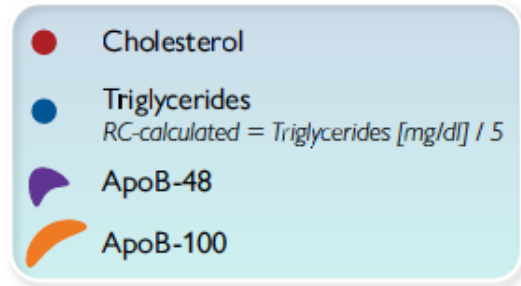 Cholesterol
Triglycerides
RC-calculated = Triglycerides [mg/dl] / 5
ApoB-48
ApoB-100